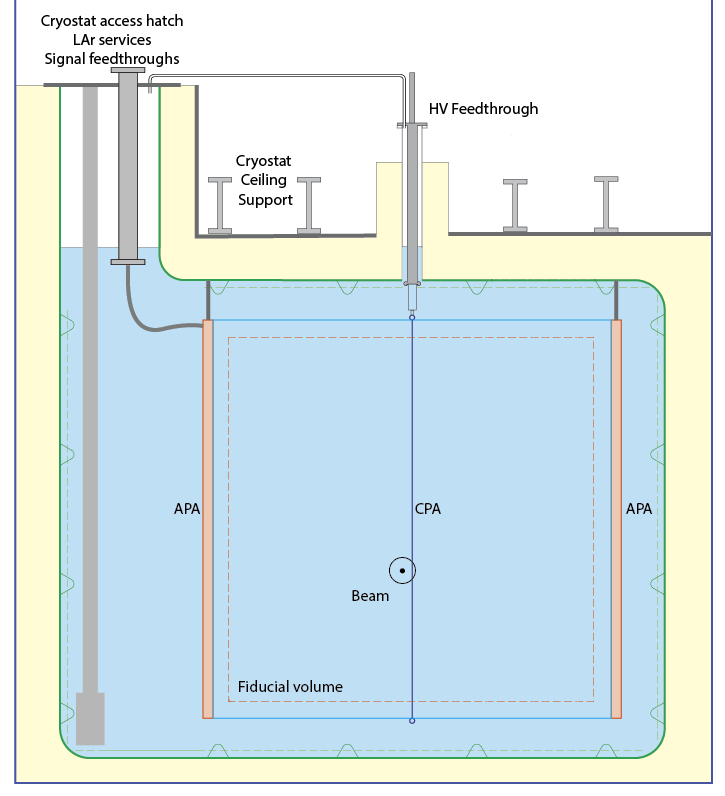 Cryostat access hatch
LAr services
Signal feedthroughs
HV Feedthrough
Cryostat
Ceiling
Support
APA
CPA
APA
Beam
Fiducial volume